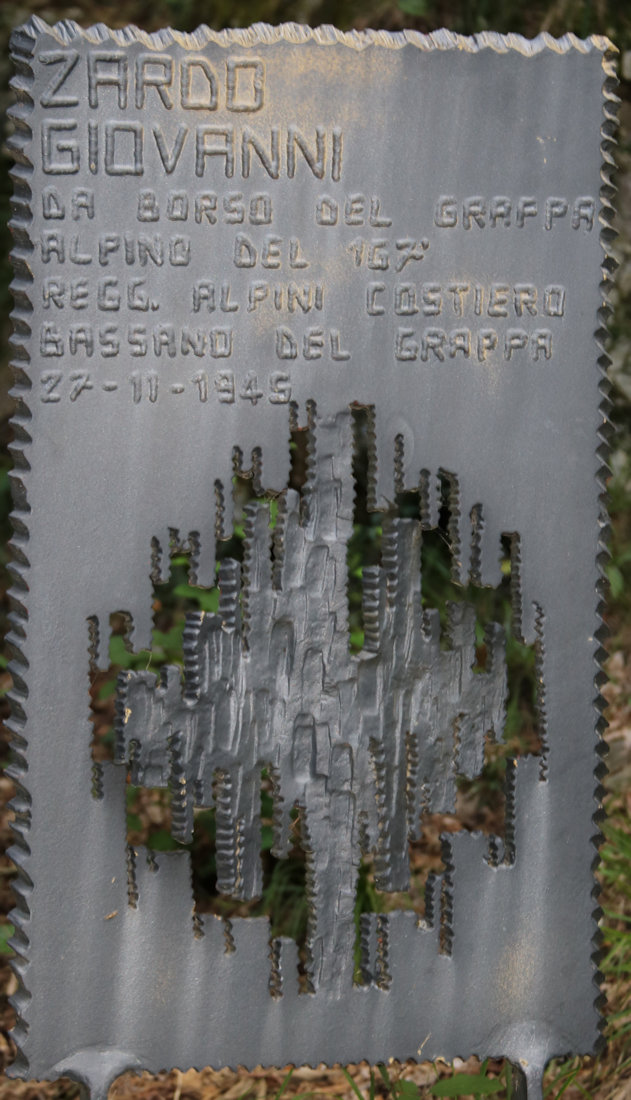 ZARDO
GIOVANNI
DA BORSO DEL GRAPPA
ALPINO DEL 167°
REGG. ALPINI COSTIERO
BASSANO DEL GRAPPA
27-11-1945